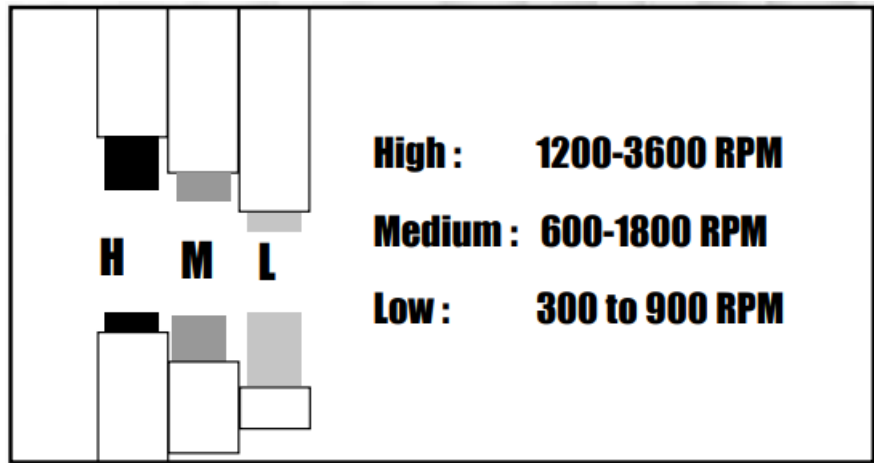 High : 1200-3600 RPM
H M L
Medium : 600-1800 RPM
Low : 300 to 900 RPM